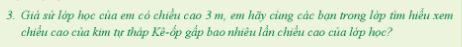 3. Giả sử lớp học của em có chiều cao 3 m, em hãy cùng các bạn trong lớp tìm hiểu xem
chiều cao của kim tự tháp Kê-ốp gấp bao nhiêu lần chiều cao của lớp học?